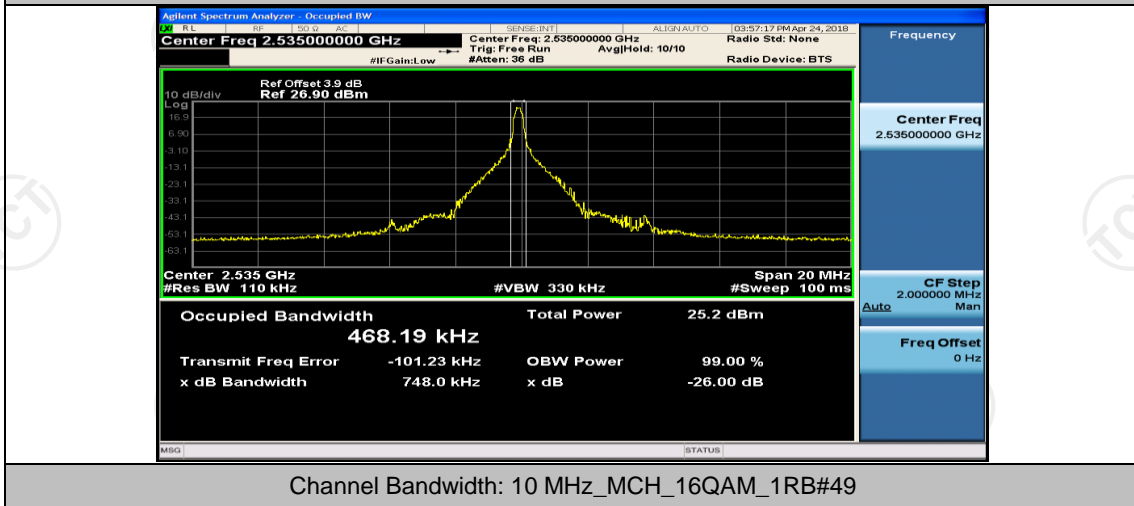 Agilent Spectrum Analyzer - Occupied BW
LXI RL RF 50 Ω AC SENSE:INT ALIGN AUTO 03:57:17 PM Apr 24, 2018
Center Freq 2.535000000 GHz
Center Freq: 2.535000000 GHz
Radio Std: None
Trig: Free Run Avg|Hold: 10/10
#IFGain:Low
#Atten: 36 dB
Radio Device: BTS
Ref Offset 3.9 dB
10 dB/div Ref 26.90 dBm
Log
16.9
6.90
-3.10
-13.1
-23.1
-33.1
-43.1
-53.1
-63.1
Center 2.535 GHz Span 20 MHz
#Res BW 110 kHz #VBW 330 kHz #Sweep 100 ms
Occupied Bandwidth Total Power 25.2 dBm
468.19 kHz
Transmit Freq Error -101.23 kHz OBW Power 99.00 %
x dB Bandwidth 748.0 kHz x dB -26.00 dB
MSG STATUS
Frequency
Center Freq
2.535000000 GHz
CF Step
2.000000 MHz
Auto Man
Freq Offset
0 Hz
TCT
TCT
Channel Bandwidth: 10 MHz_MCH_16QAM_1RB#49